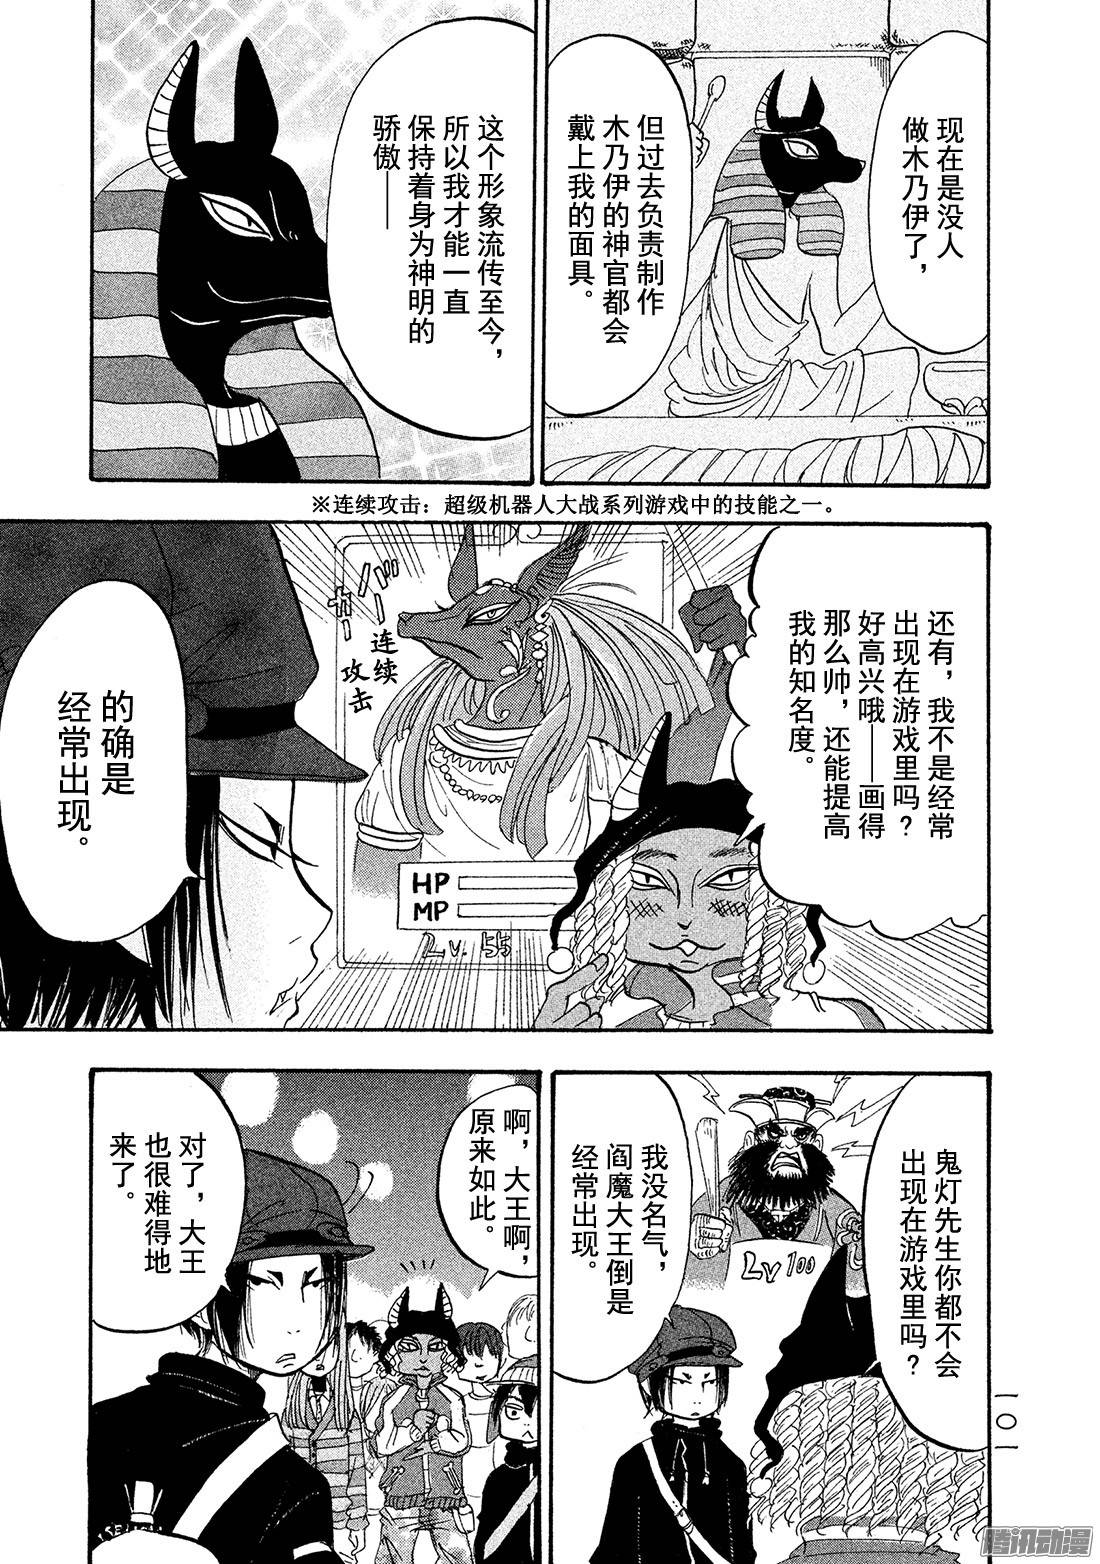 现在是没人
做木乃伊了，
但过去负责制作
木乃伊的神官都会
戴上我的面具。
这个形象流传至今，
所以我才能一直
保持着身为神明的
骄傲——
※连续攻击：超级机器人大战系列游戏中的技能之一。
还有，我不是经常
出现在游戏里吗？
好高兴哦——画得
那么帅，还能提高
我的知名度。
连续
攻击
HP
MP
Lv. 55
的确是
经常出现。
鬼灯先生你都不会
出现在游戏里吗？
Lv 100
我没名气，
阎魔大王倒是
经常出现。
啊，大王啊，
原来如此。
对了，大王
也很难得地
来了。
101
腾讯动漫